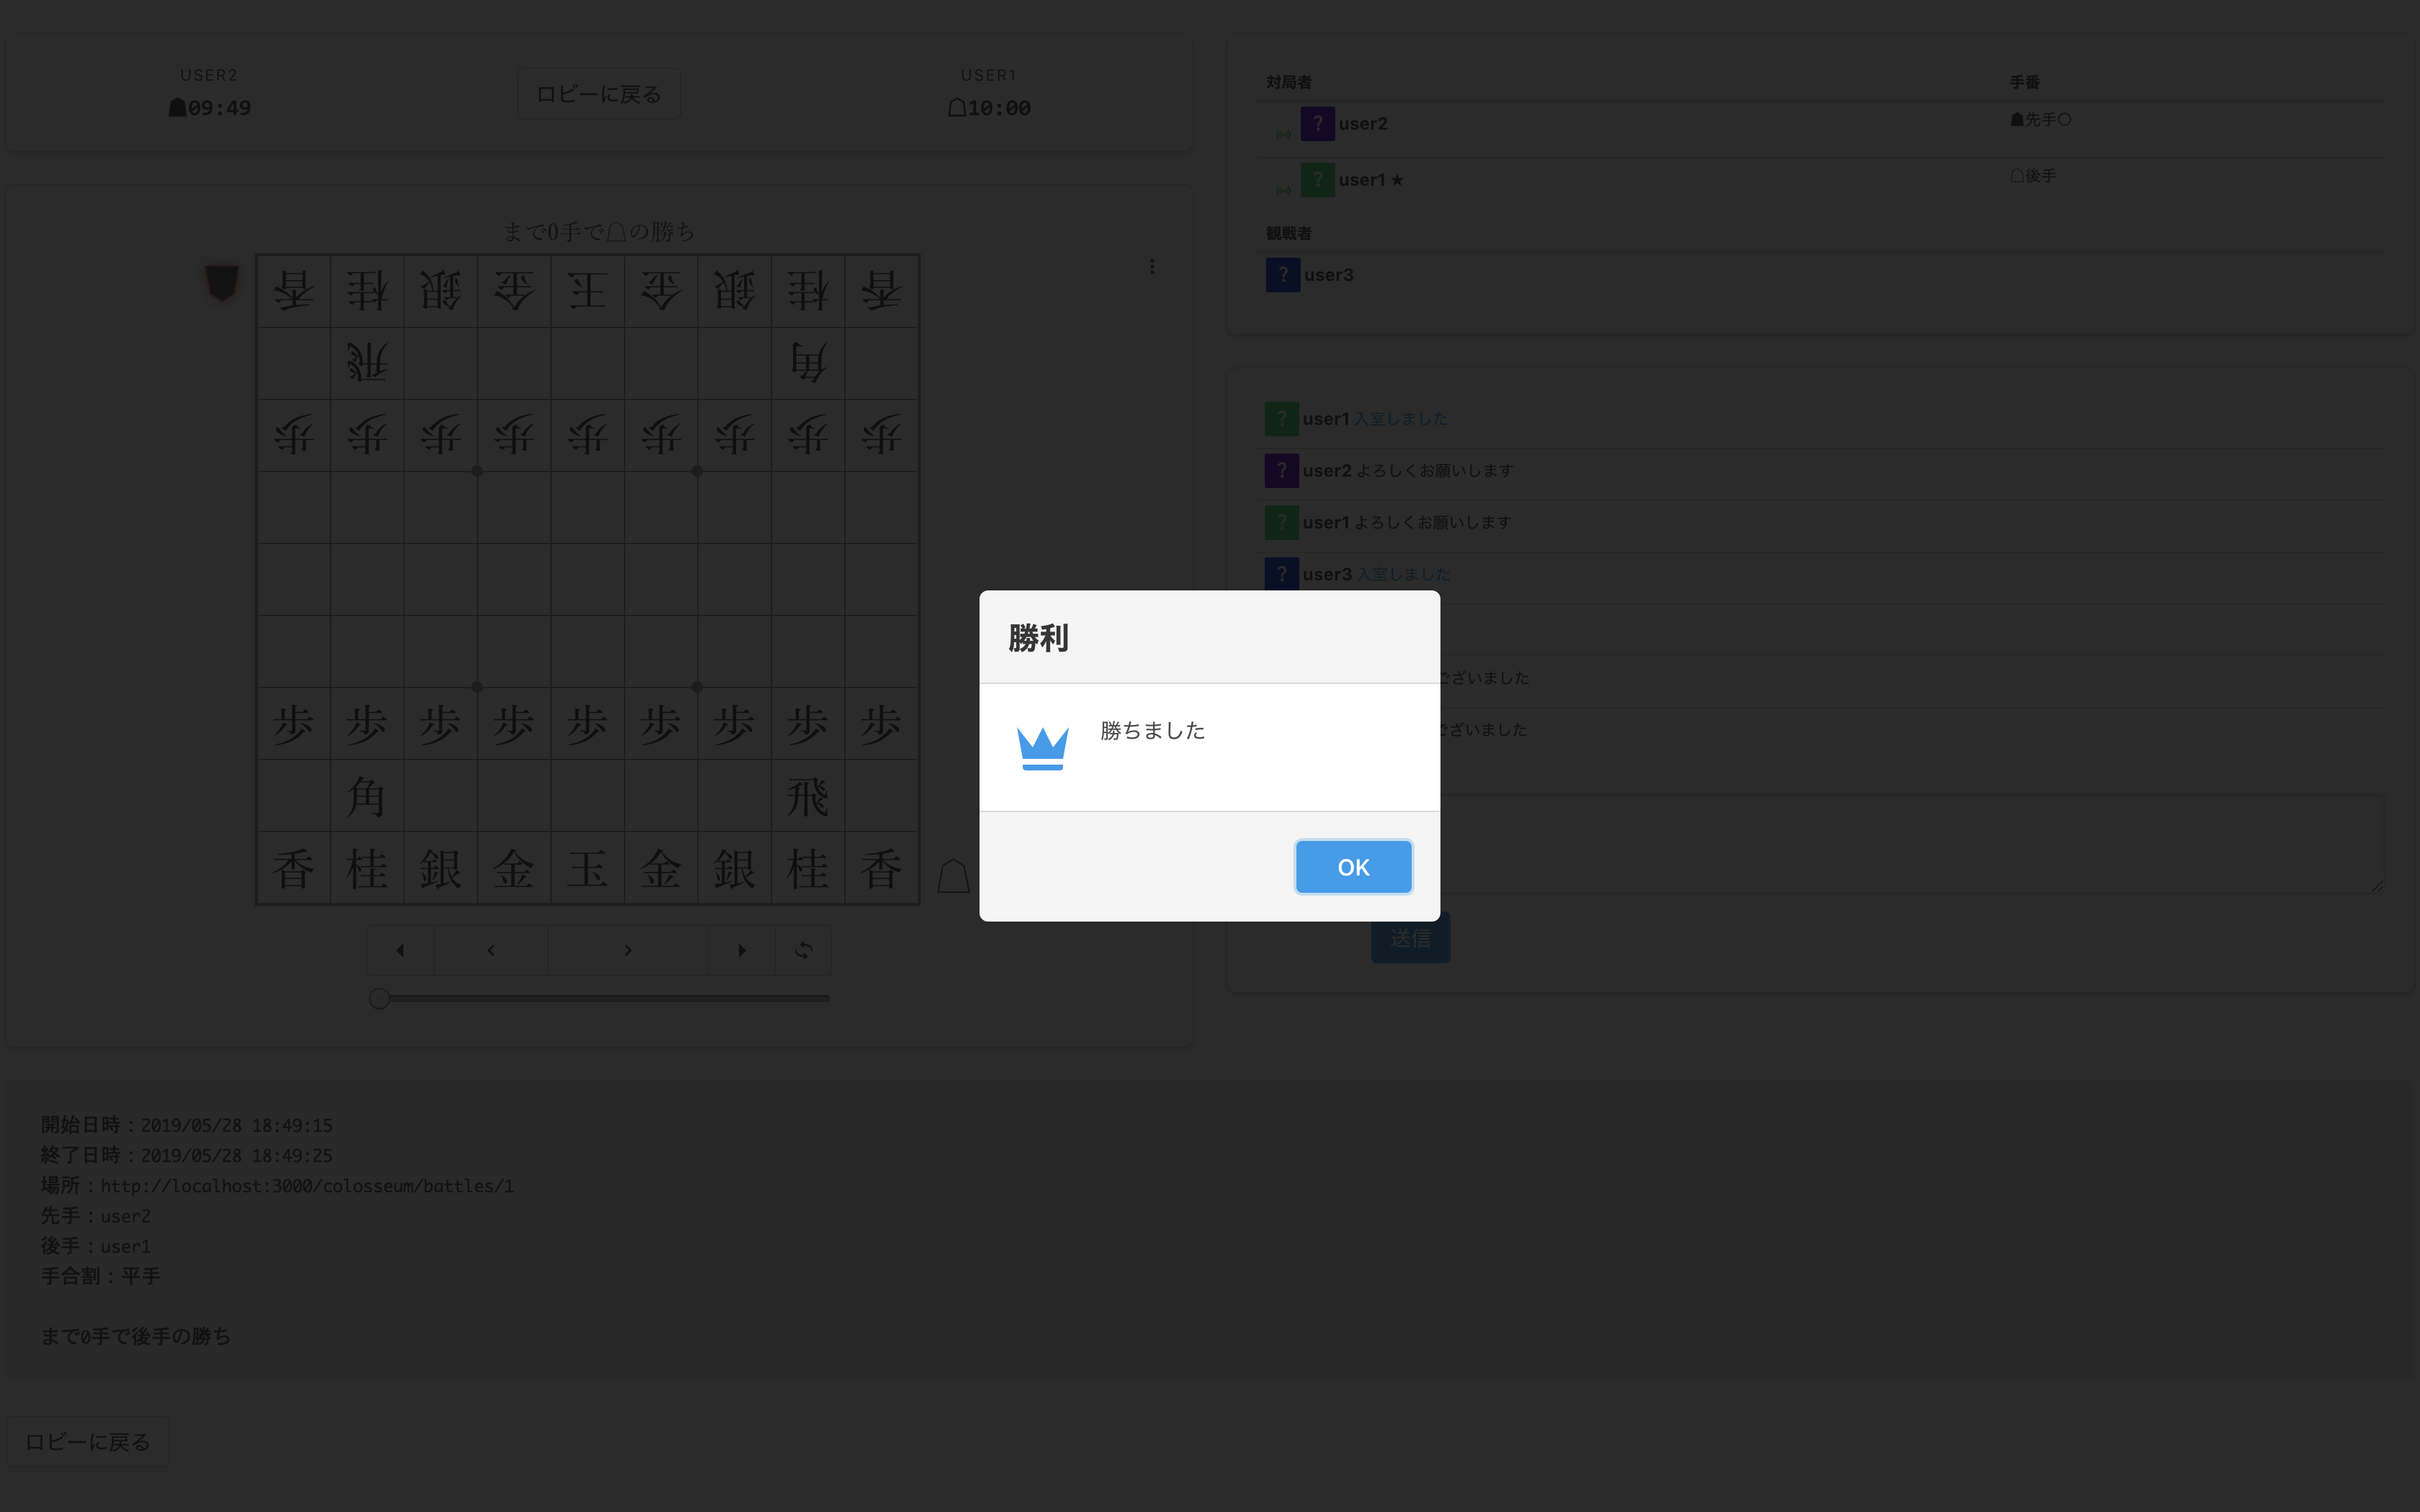 USER2
☗09:49
ロビーに戻る
USER1
☖10:00
まで0手で☖の勝ち
香 桂 銀 金 王 金 銀 桂 香
飛 角
歩 歩 歩 歩 歩 歩 歩 歩 歩
歩 歩 歩 歩 歩 歩 歩 歩 歩
角 飛
香 桂 銀 金 玉 金 銀 桂 香
対局者 手番
? user2 ☗先手○
? user1 ★ ☖後手
観戦者
? user3
? user1 入室しました
? user2 よろしくお願いします
? user1 よろしくお願いします
? user3 入室しました
ございました
ございました
送信
勝利
勝ちました
OK
開始日時：2019/05/28 18:49:15
終了日時：2019/05/28 18:49:25
場所：http://localhost:3000/colosseum/battles/1
先手：user2
後手：user1
手合割：平手
まで0手で後手の勝ち
ロビーに戻る